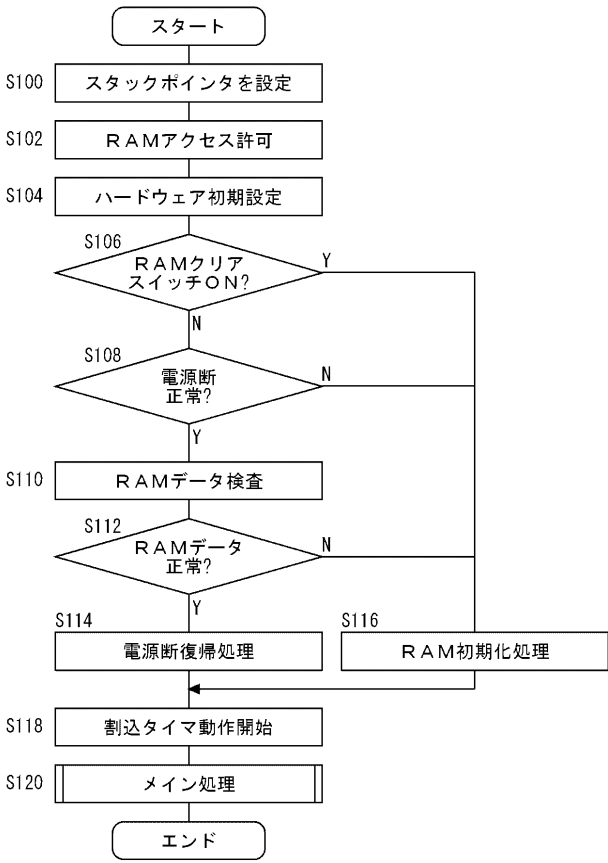 スタート
S100
スタックポインタを設定
S102
ＲＡＭアクセス許可
S104
ハードウェア初期設定
S106
ＲＡＭクリア
スイッチＯＮ?
Y
N
S108
電源断
正常?
N
Y
S110
ＲＡＭデータ検査
S112
ＲＡＭデータ
正常?
N
Y
S114
電源断復帰処理
S116
ＲＡＭ初期化処理
S118
割込タイマ動作開始
S120
メイン処理
エンド